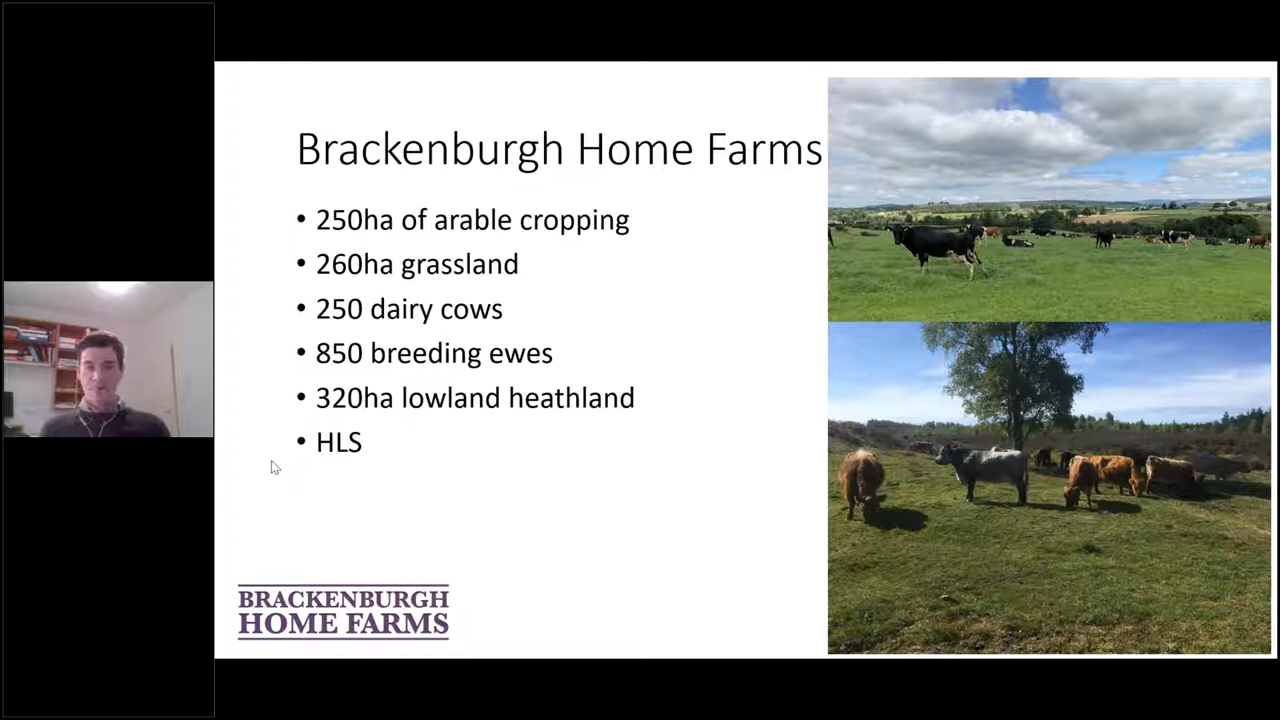 Brackenburgh Home Farms
• 250ha of arable cropping
• 260ha grassland
• 250 dairy cows
• 850 breeding ewes
• 320ha lowland heathland
• HLS
BRACKENBURGH
HOME FARMS